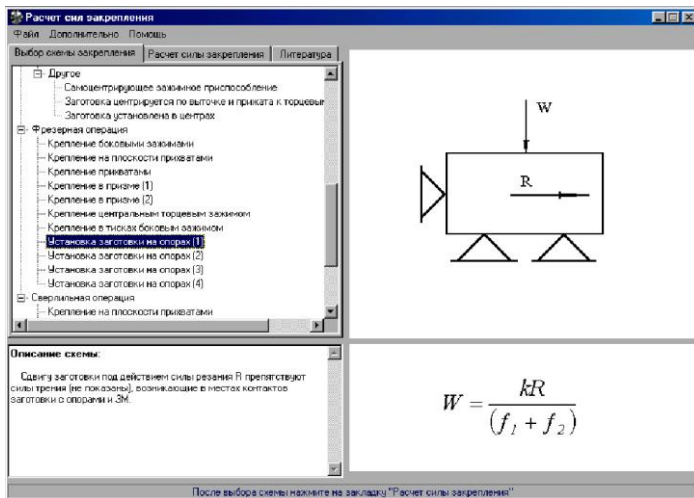 Расчет сил закрепления
Файл Дополнительно Помощь
Выбор схемы закрепления Расчет силы закрепления Литература
Другое
Самоцентрирующее зажимное приспособление
Заготовка центрируется по выточке и прижата к торцевым
Заготовка установлена в центрах
Фрезерная операция
Крепление боковыми зажимами
Крепление на плоскости прихватами
Крепление прихватами
Крепление в призме (1)
Крепление в призме (2)
Крепление центральным торцевым зажимом
Крепление в тисках боковым зажимом
Установка заготовки на опорах (1)
Установка заготовки на опорах (2)
Установка заготовки на опорах (3)
Установка заготовки на опорах (4)
Сверлильная операция
Крепление на плоскости прихватами
W
R
Описание схемы:
Сдвигу заготовки под действием силы резания R препятствуют
силы трения (не показаны), возникающие в местах контактов
заготовки с опорами и ЗМ.
W = kR / (f₁ + f₂)
После выбора схемы нажмите на закладку "Расчет силы закрепления"